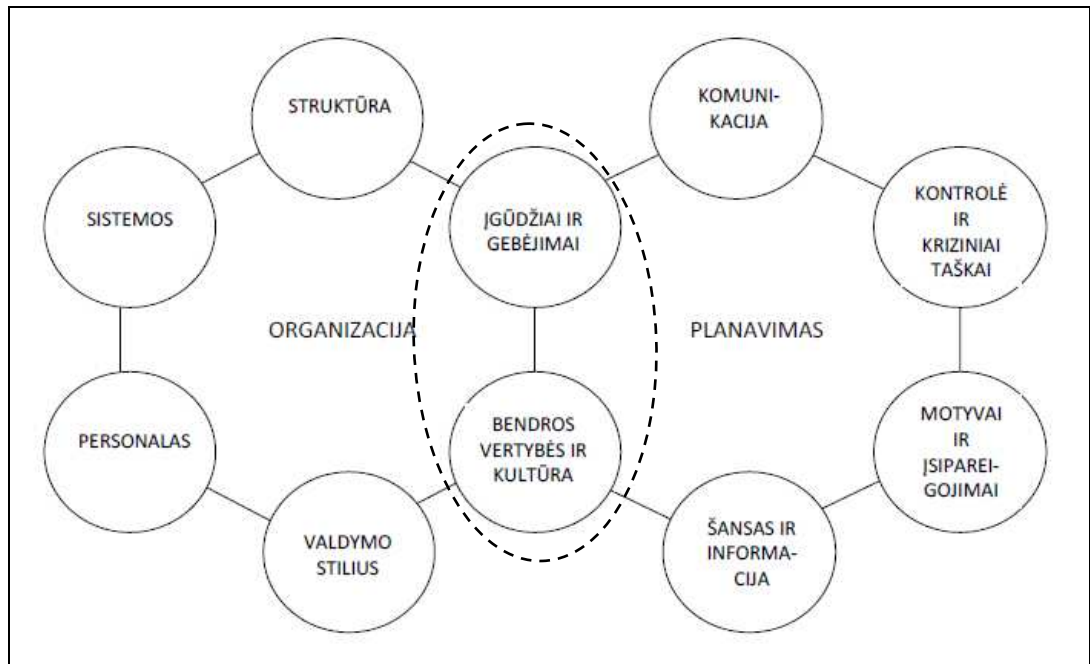 STRUKTŪRA
KOMUNI-
KACIJA
SISTEMOS
ĮGŪDŽIAI IR
GEBĖJIMAI
KONTROLĖ
IR
KRIZINIAI
TAŠKAI
ORGANIZACIJA
PLANAVIMAS
PERSONALAS
BENDROS
VERTYBĖS IR
KULTŪRA
MOTYVAI
IR
ĮSIPAREI-
GOJIMAI
VALDYMO
STILIUS
ŠANSAS IR
INFORMA-
CIJA